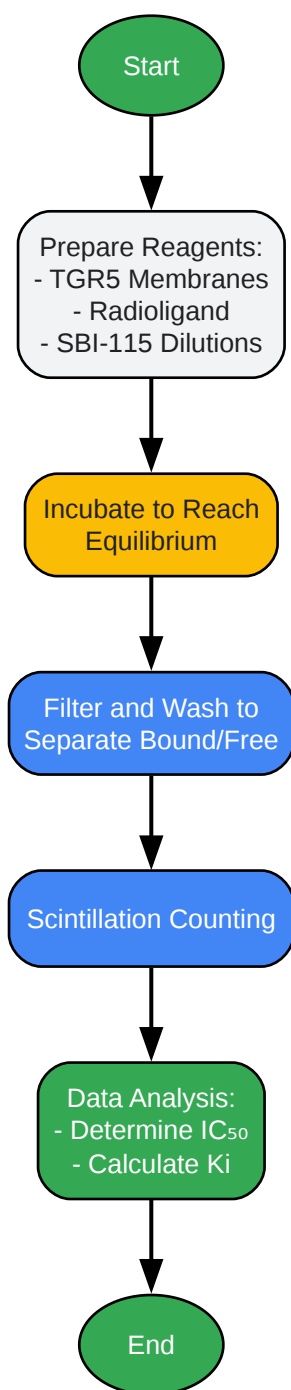 Start
Prepare Reagents:
- TGR5 Membranes
- Radioligand
- SBI-115 Dilutions
Incubate to Reach
Equilibrium
Filter and Wash to
Separate Bound/Free
Scintillation Counting
Data Analysis:
- Determine IC₅₀
- Calculate Ki
End